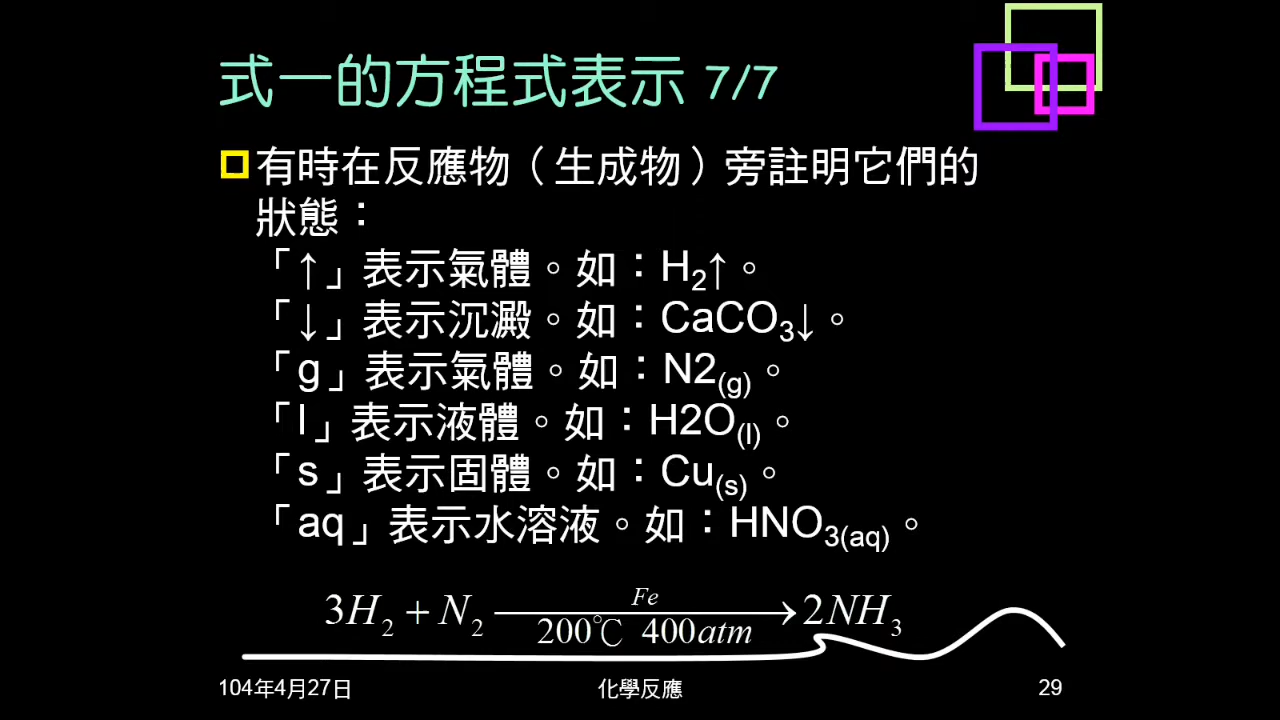 式一的方程式表示 7/7
有時在反應物（生成物）旁註明它們的
狀態：
「↑」表示氣體。如：H₂↑。
「↓」表示沉澱。如：CaCO₃↓。
「g」表示氣體。如：N2(g)。
「l」表示液體。如：H2O(l)。
「s」表示固體。如：Cu(s)。
「aq」表示水溶液。如：HNO₃(aq)。
Fe
3H₂ + N₂ → 2NH₃
200℃ 400atm
104年4月27日
化學反應
29